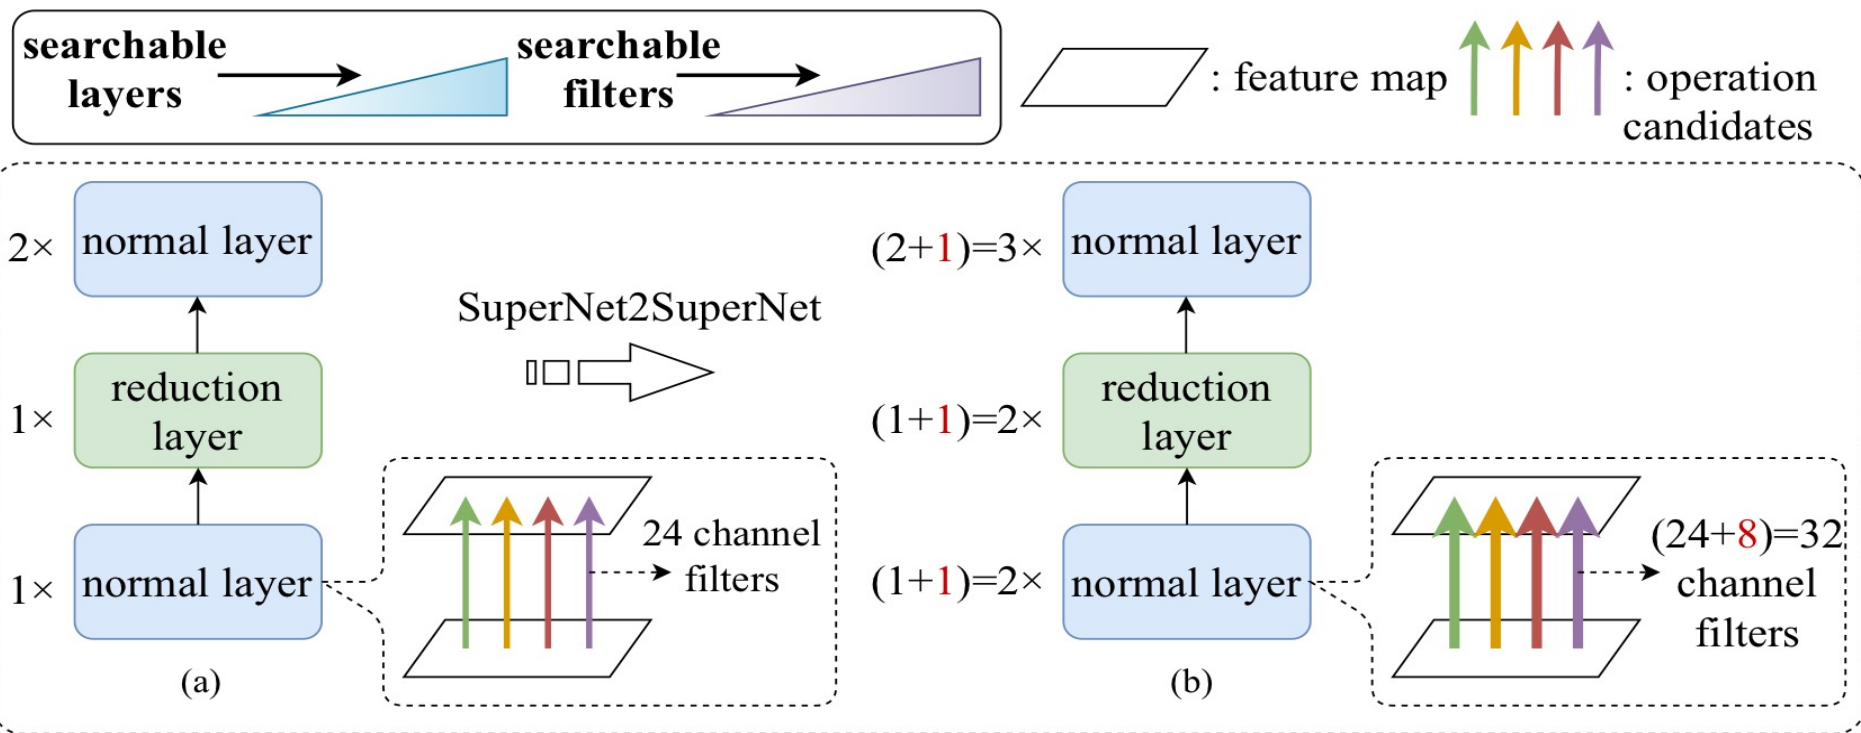 searchable
layers
searchable
filters
: feature map
: operation
candidates
2×
normal layer
SuperNet2SuperNet
1×
reduction
layer
1×
normal layer
24 channel
filters
(a)
(2+1)=3×
normal layer
(1+1)=2×
reduction
layer
(1+1)=2×
normal layer
(24+8)=32
channel
filters
(b)